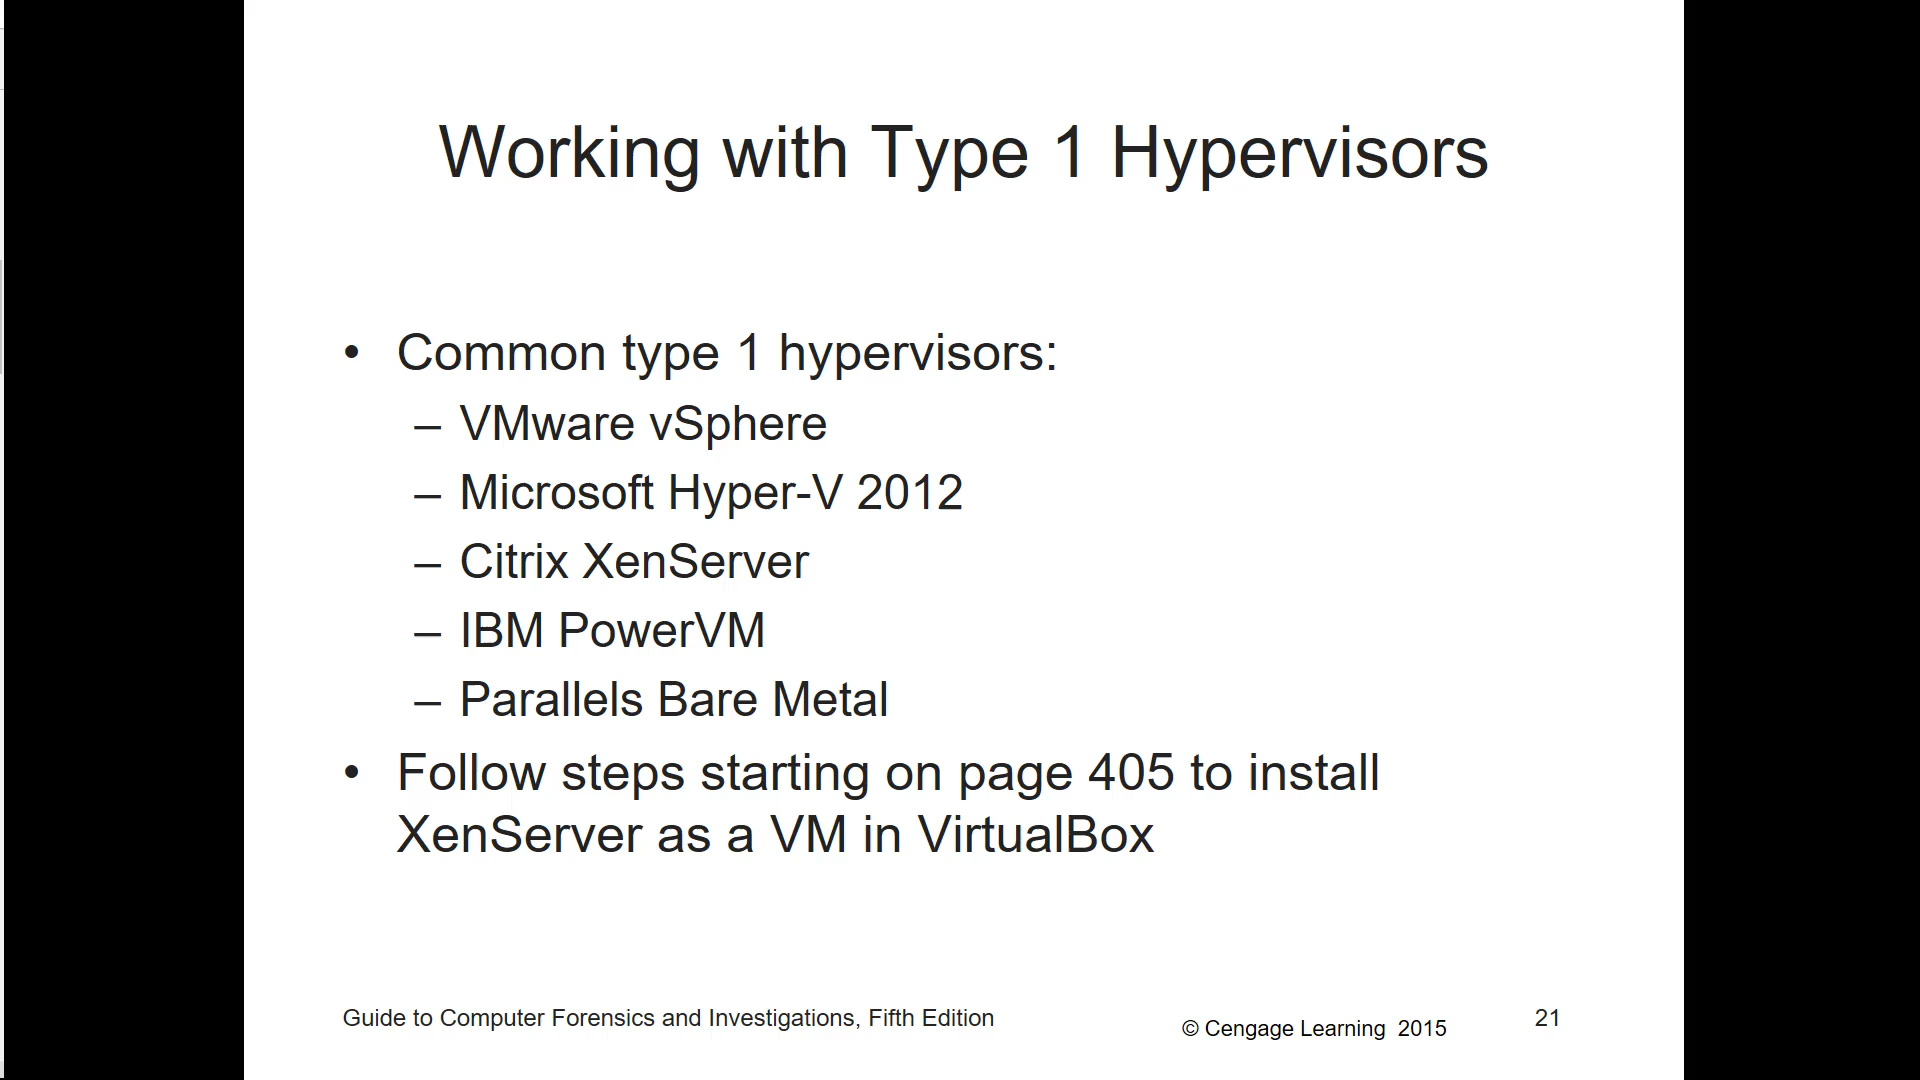 Working with Type 1 Hypervisors
• Common type 1 hypervisors:
– VMware vSphere
– Microsoft Hyper-V 2012
– Citrix XenServer
– IBM PowerVM
– Parallels Bare Metal
• Follow steps starting on page 405 to install
XenServer as a VM in VirtualBox
Guide to Computer Forensics and Investigations, Fifth Edition
© Cengage Learning 2015
21